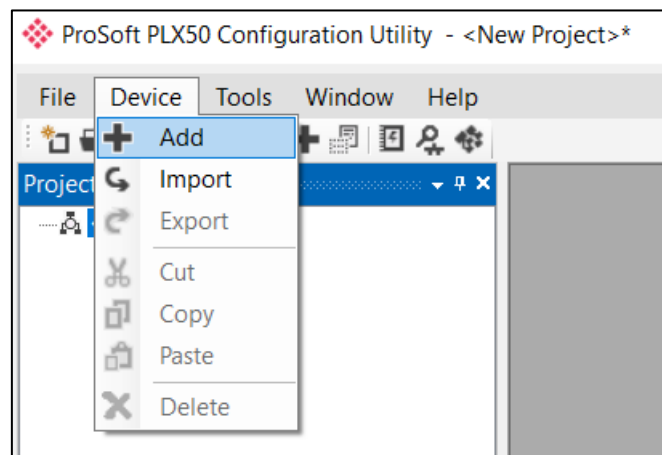 ProSoft PLX50 Configuration Utility - <New Project>*
File Device Tools Window Help
Add
Project
Import
Export
Cut
Copy
Paste
Delete